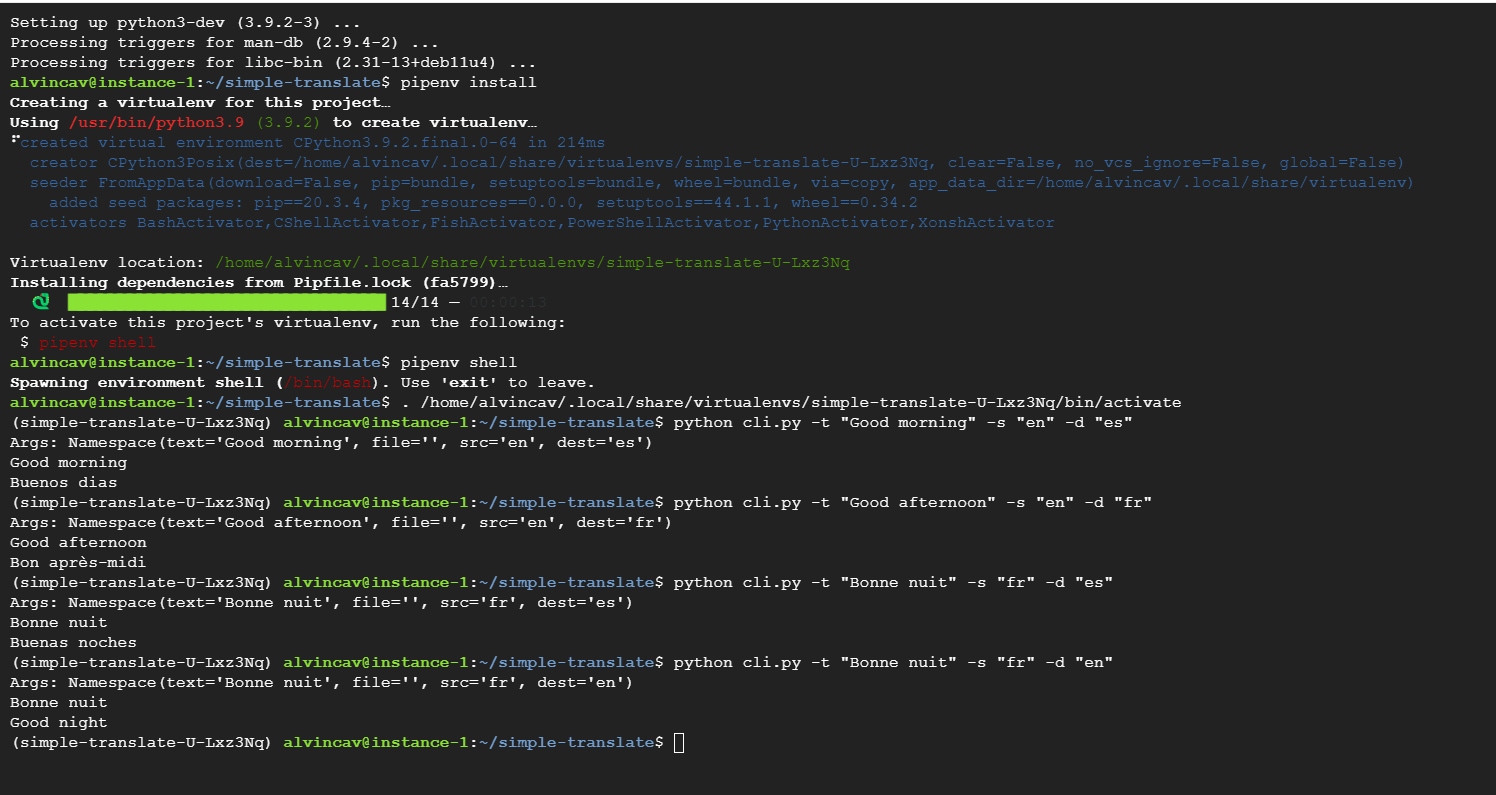 Setting up python3-dev (3.9.2-3) ...
Processing triggers for man-db (2.9.4-2) ...
Processing triggers for libc-bin (2.31-13+deb11u4) ...
alvincav@instance-1:~/simple-translate$ pipenv install
Creating a virtualenv for this project…
Using /usr/bin/python3.9 (3.9.2) to create virtualenv…
⠋created virtual environment CPython3.9.2.final.0-64 in 214ms
  creator CPython3Posix(dest=/home/alvincav/.local/share/virtualenvs/simple-translate-U-Lxz3Nq, clear=False, no_vcs_ignore=False, global=False)
  seeder FromAppData(download=False, pip=bundle, setuptools=bundle, wheel=bundle, via=copy, app_data_dir=/home/alvincav/.local/share/virtualenv)
    added seed packages: pip==20.3.4, pkg_resources==0.0.0, setuptools==44.1.1, wheel==0.34.2
  activators BashActivator,CShellActivator,FishActivator,PowerShellActivator,PythonActivator,XonshActivator
Virtualenv location: /home/alvincav/.local/share/virtualenvs/simple-translate-U-Lxz3Nq
Installing dependencies from Pipfile.lock (fa5799)…
14/14 — 00:00:13
To activate this project's virtualenv, run the following:
 $ pipenv shell
alvincav@instance-1:~/simple-translate$ pipenv shell
Spawning environment shell (/bin/bash). Use 'exit' to leave.
alvincav@instance-1:~/simple-translate$ . /home/alvincav/.local/share/virtualenvs/simple-translate-U-Lxz3Nq/bin/activate
(simple-translate-U-Lxz3Nq) alvincav@instance-1:~/simple-translate$ python cli.py -t "Good morning" -s "en" -d "es"
Args: Namespace(text='Good morning', file='', src='en', dest='es')
Good morning
Buenos dias
(simple-translate-U-Lxz3Nq) alvincav@instance-1:~/simple-translate$ python cli.py -t "Good afternoon" -s "en" -d "fr"
Args: Namespace(text='Good afternoon', file='', src='en', dest='fr')
Good afternoon
Bon après-midi
(simple-translate-U-Lxz3Nq) alvincav@instance-1:~/simple-translate$ python cli.py -t "Bonne nuit" -s "fr" -d "es"
Args: Namespace(text='Bonne nuit', file='', src='fr', dest='es')
Bonne nuit
Buenas noches
(simple-translate-U-Lxz3Nq) alvincav@instance-1:~/simple-translate$ python cli.py -t "Bonne nuit" -s "fr" -d "en"
Args: Namespace(text='Bonne nuit', file='', src='fr', dest='en')
Bonne nuit
Good night
(simple-translate-U-Lxz3Nq) alvincav@instance-1:~/simple-translate$